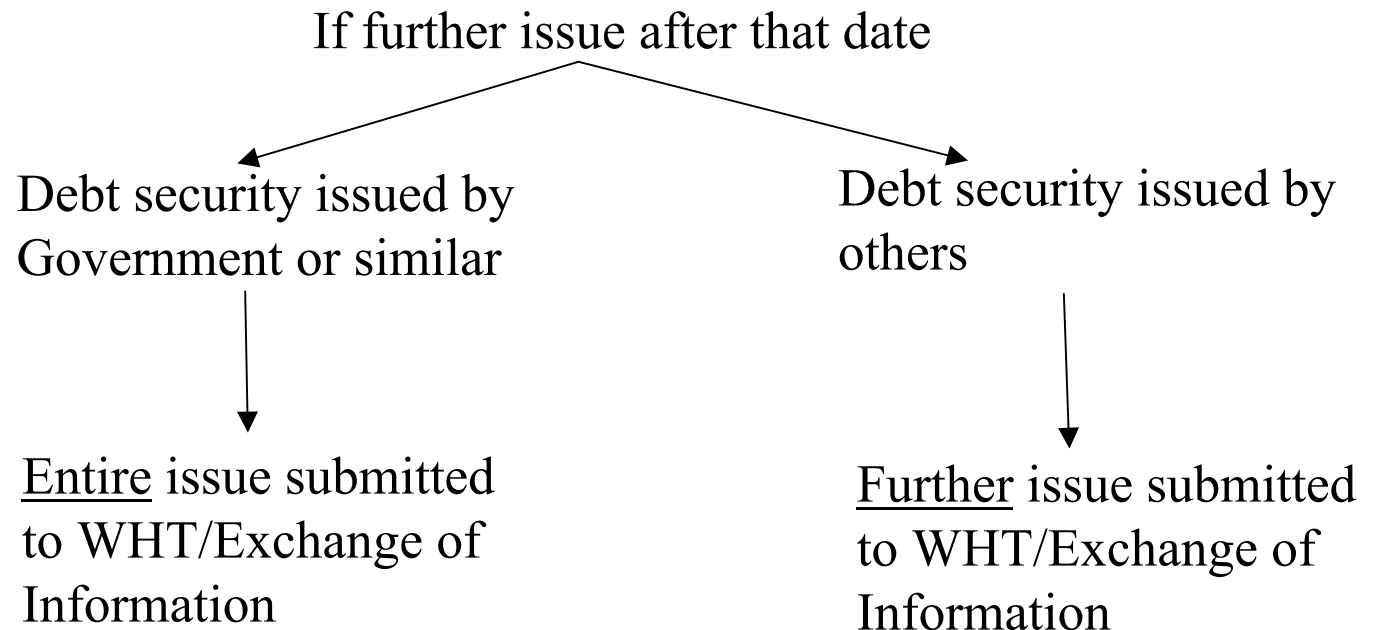 If further issue after that date
Debt security issued by
Government or similar
Debt security issued by
others
Entire issue submitted
to WHT/Exchange of
Information
Further issue submitted
to WHT/Exchange of
Information